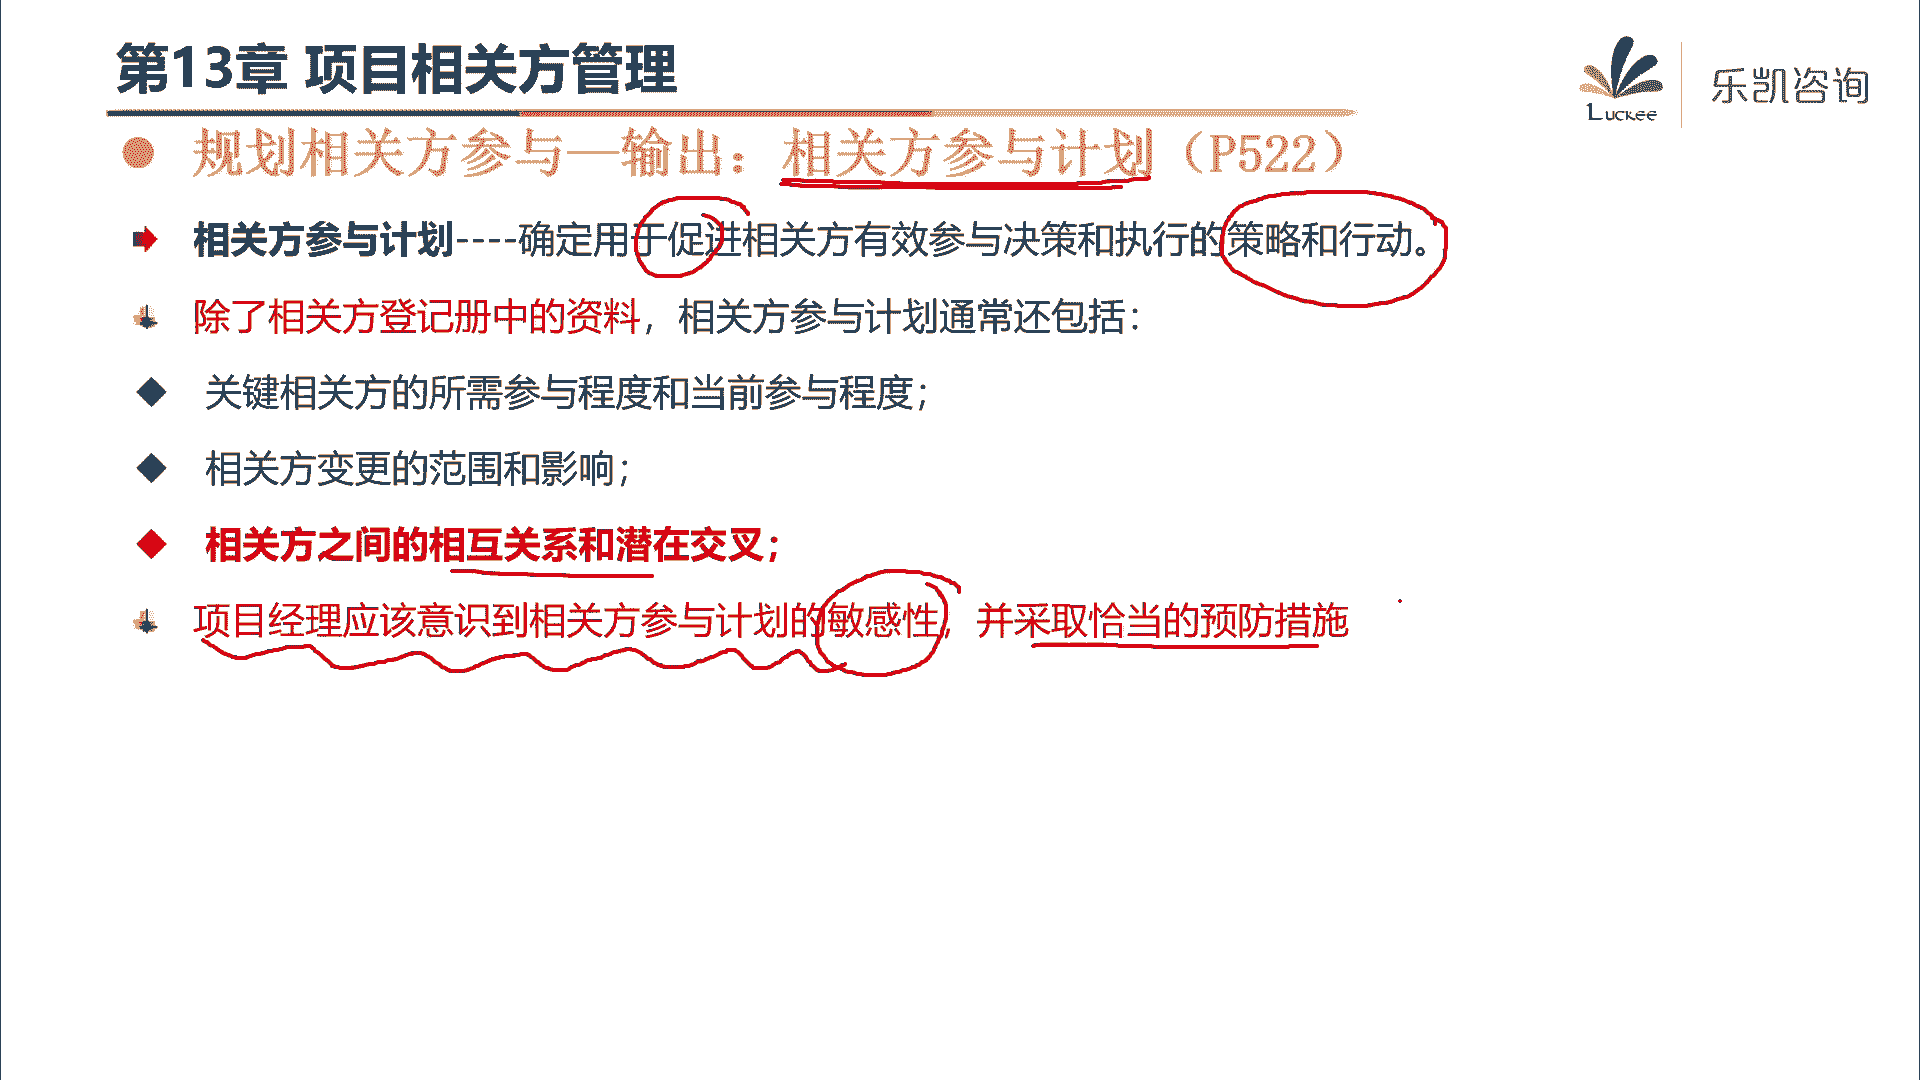 第13章 项目相关方管理
Luckee
乐凯咨询
规划相关方参与—输出：相关方参与计划（P522）
相关方参与计划----确定用于促进相关方有效参与决策和执行的策略和行动。
除了相关方登记册中的资料，相关方参与计划通常还包括：
关键相关方的所需参与程度和当前参与程度；
相关方变更的范围和影响；
相关方之间的相互关系和潜在交叉；
项目经理应该意识到相关方参与计划的敏感性，并采取恰当的预防措施